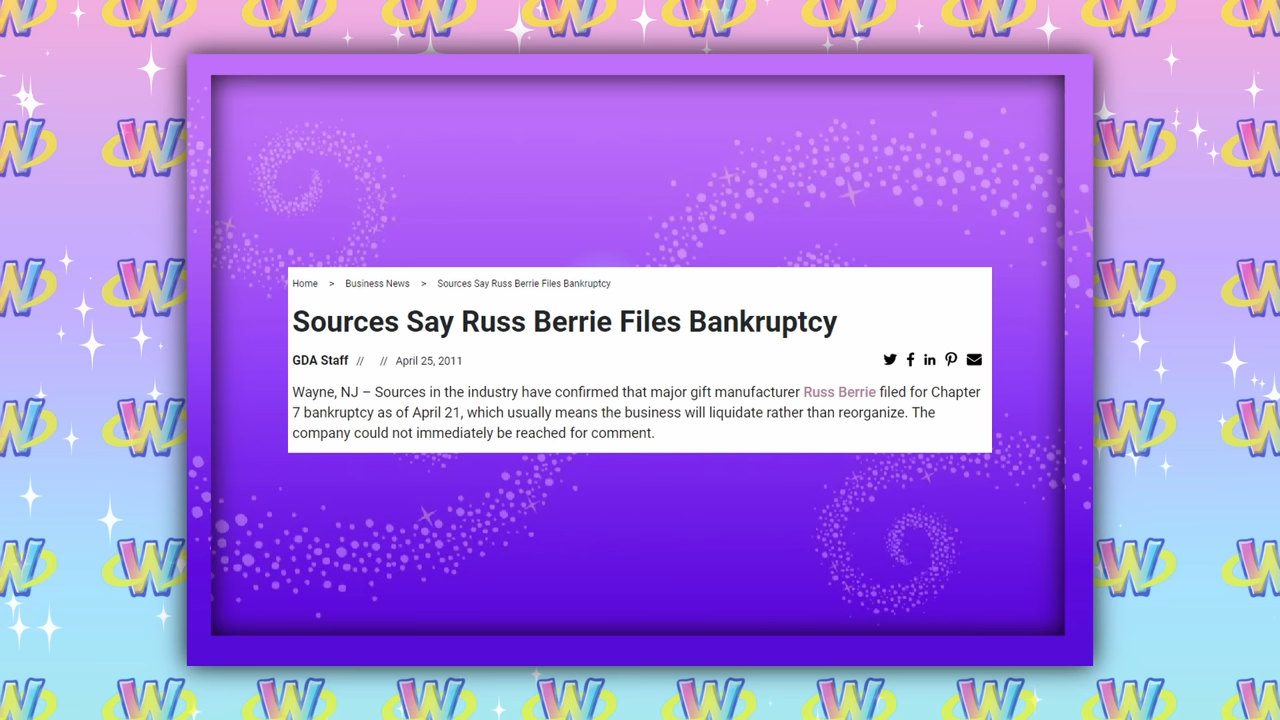 Home > Business News > Sources Say Russ Berrie Files Bankruptcy
Sources Say Russ Berrie Files Bankruptcy
GDA Staff // // April 25, 2011
Wayne, NJ – Sources in the industry have confirmed that major gift manufacturer Russ Berrie filed for Chapter
7 bankruptcy as of April 21, which usually means the business will liquidate rather than reorganize. The
company could not immediately be reached for comment.